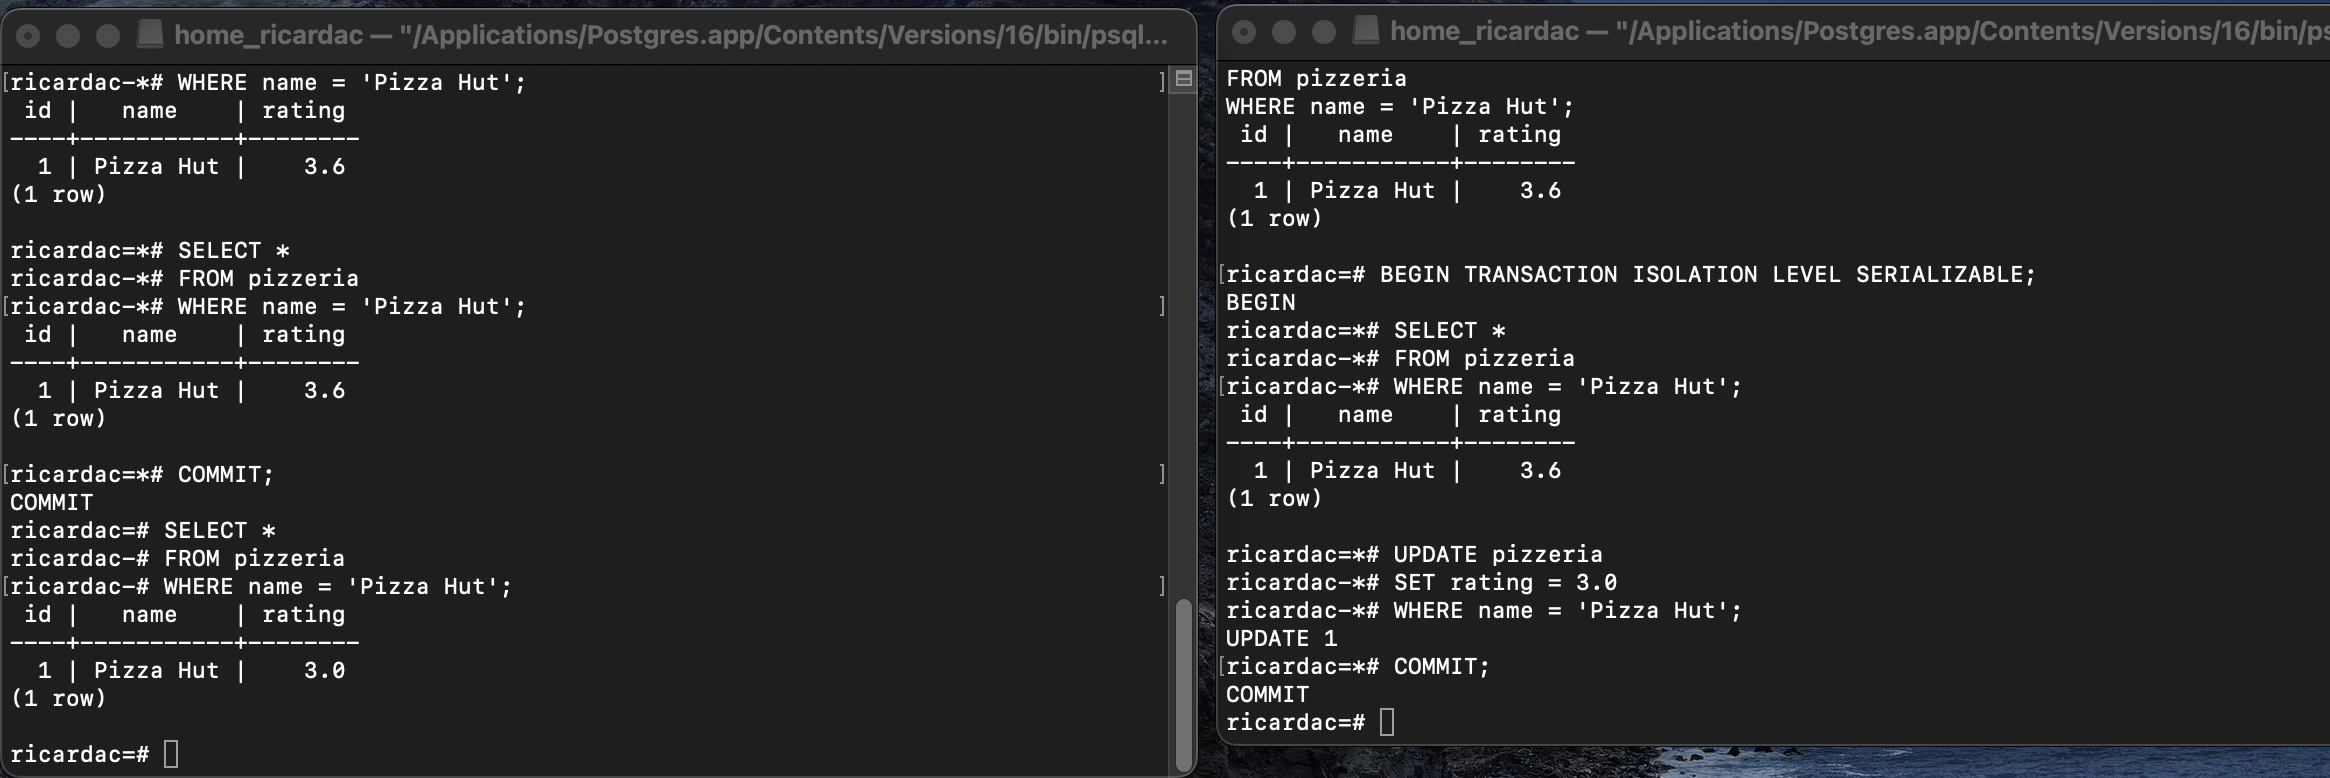 home_ricardac — "/Applications/Postgres.app/Contents/Versions/16/bin/psql...
[ricardac-*# WHERE name = 'Pizza Hut'; ]
 id |   name    | rating
----+-----------+--------
  1 | Pizza Hut |    3.6
(1 row)

ricardac=*# SELECT *
ricardac-*# FROM pizzeria
[ricardac-*# WHERE name = 'Pizza Hut'; ]
 id |   name    | rating
----+-----------+--------
  1 | Pizza Hut |    3.6
(1 row)

[ricardac=*# COMMIT; ]
COMMIT
ricardac=# SELECT *
ricardac-# FROM pizzeria
[ricardac-# WHERE name = 'Pizza Hut'; ]
 id |   name    | rating
----+-----------+--------
  1 | Pizza Hut |    3.0
(1 row)

ricardac=#
home_ricardac — "/Applications/Postgres.app/Contents/Versions/16/bin/ps
FROM pizzeria
WHERE name = 'Pizza Hut';
 id |   name    | rating
----+-----------+--------
  1 | Pizza Hut |    3.6
(1 row)

[ricardac=# BEGIN TRANSACTION ISOLATION LEVEL SERIALIZABLE;
BEGIN
ricardac=*# SELECT *
ricardac-*# FROM pizzeria
[ricardac-*# WHERE name = 'Pizza Hut';
 id |   name    | rating
----+-----------+--------
  1 | Pizza Hut |    3.6
(1 row)

ricardac=*# UPDATE pizzeria
ricardac-*# SET rating = 3.0
ricardac-*# WHERE name = 'Pizza Hut';
UPDATE 1
[ricardac=*# COMMIT;
COMMIT
ricardac=#